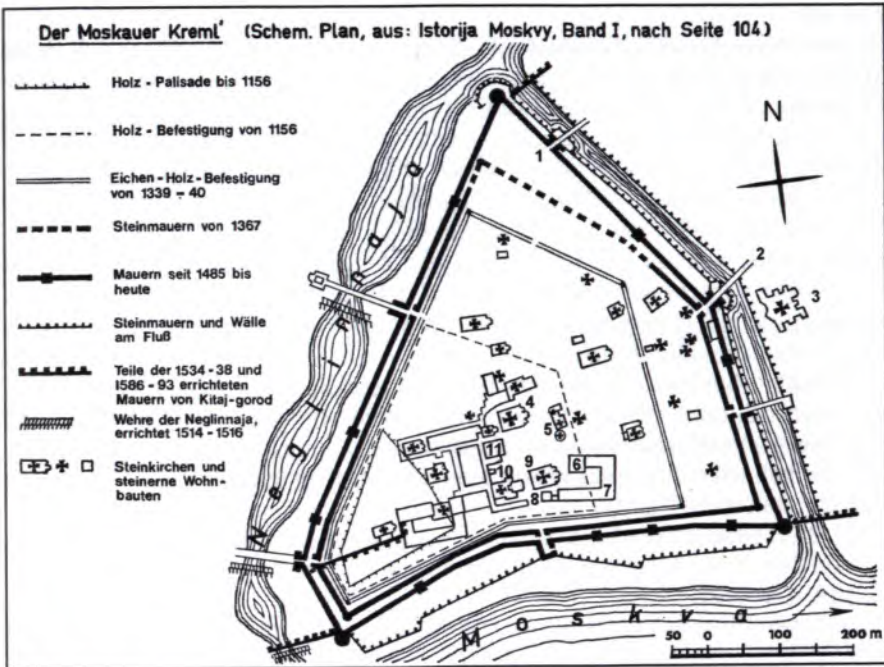 Der Moskauer Kreml' (Schem. Plan, aus: Istorija Moskvy, Band I, nach Seite 104)
Holz - Palisade bis 1156
Holz - Befestigung von 1156
Eichen - Holz - Befestigung
von 1339 - 40
Steinmauern von 1367
Mauern seit 1485 bis
heute
Steinmauern und Wälle
am Fluß
Teile der 1534 - 38 und
1586 - 93 errichteten
Mauern von Kitaj-gorod
Wehre der Neglinnaja,
errichtet 1514 - 1516
Steinkirchen und
steinerne Wohn-
bauten
Neglinnaja
N
1
2
3
4
5
11
10
9
6
8
7
Moskva
50 0 100 200 m